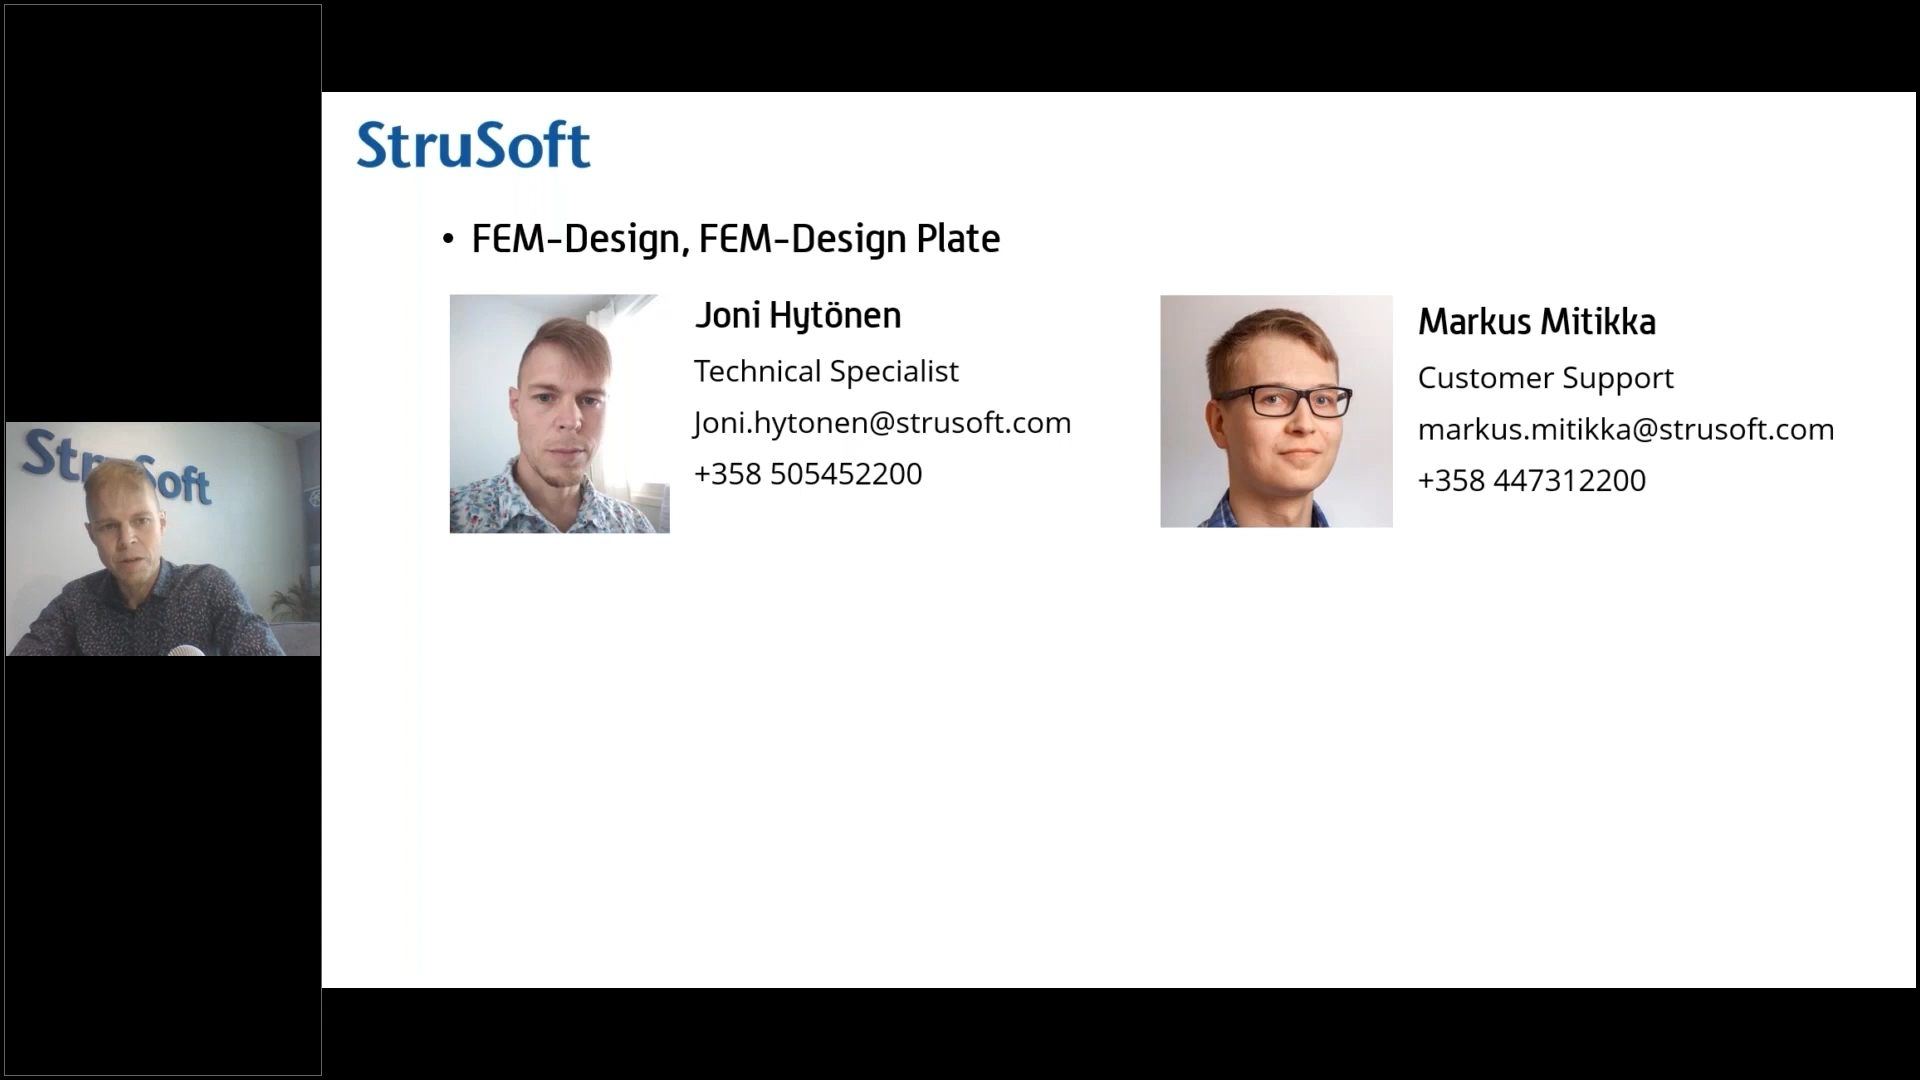 StruSoft
• FEM-Design, FEM-Design Plate
Joni Hytönen
Technical Specialist
Joni.hytonen@strusoft.com
+358 505452200
Markus Mitikka
Customer Support
markus.mitikka@strusoft.com
+358 447312200
StruSoft